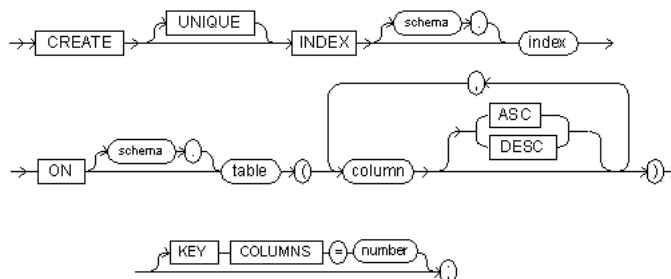 CREATE UNIQUE INDEX schema . index
ON schema . table ( column , ASC DESC )
KEY COLUMNS = number ;